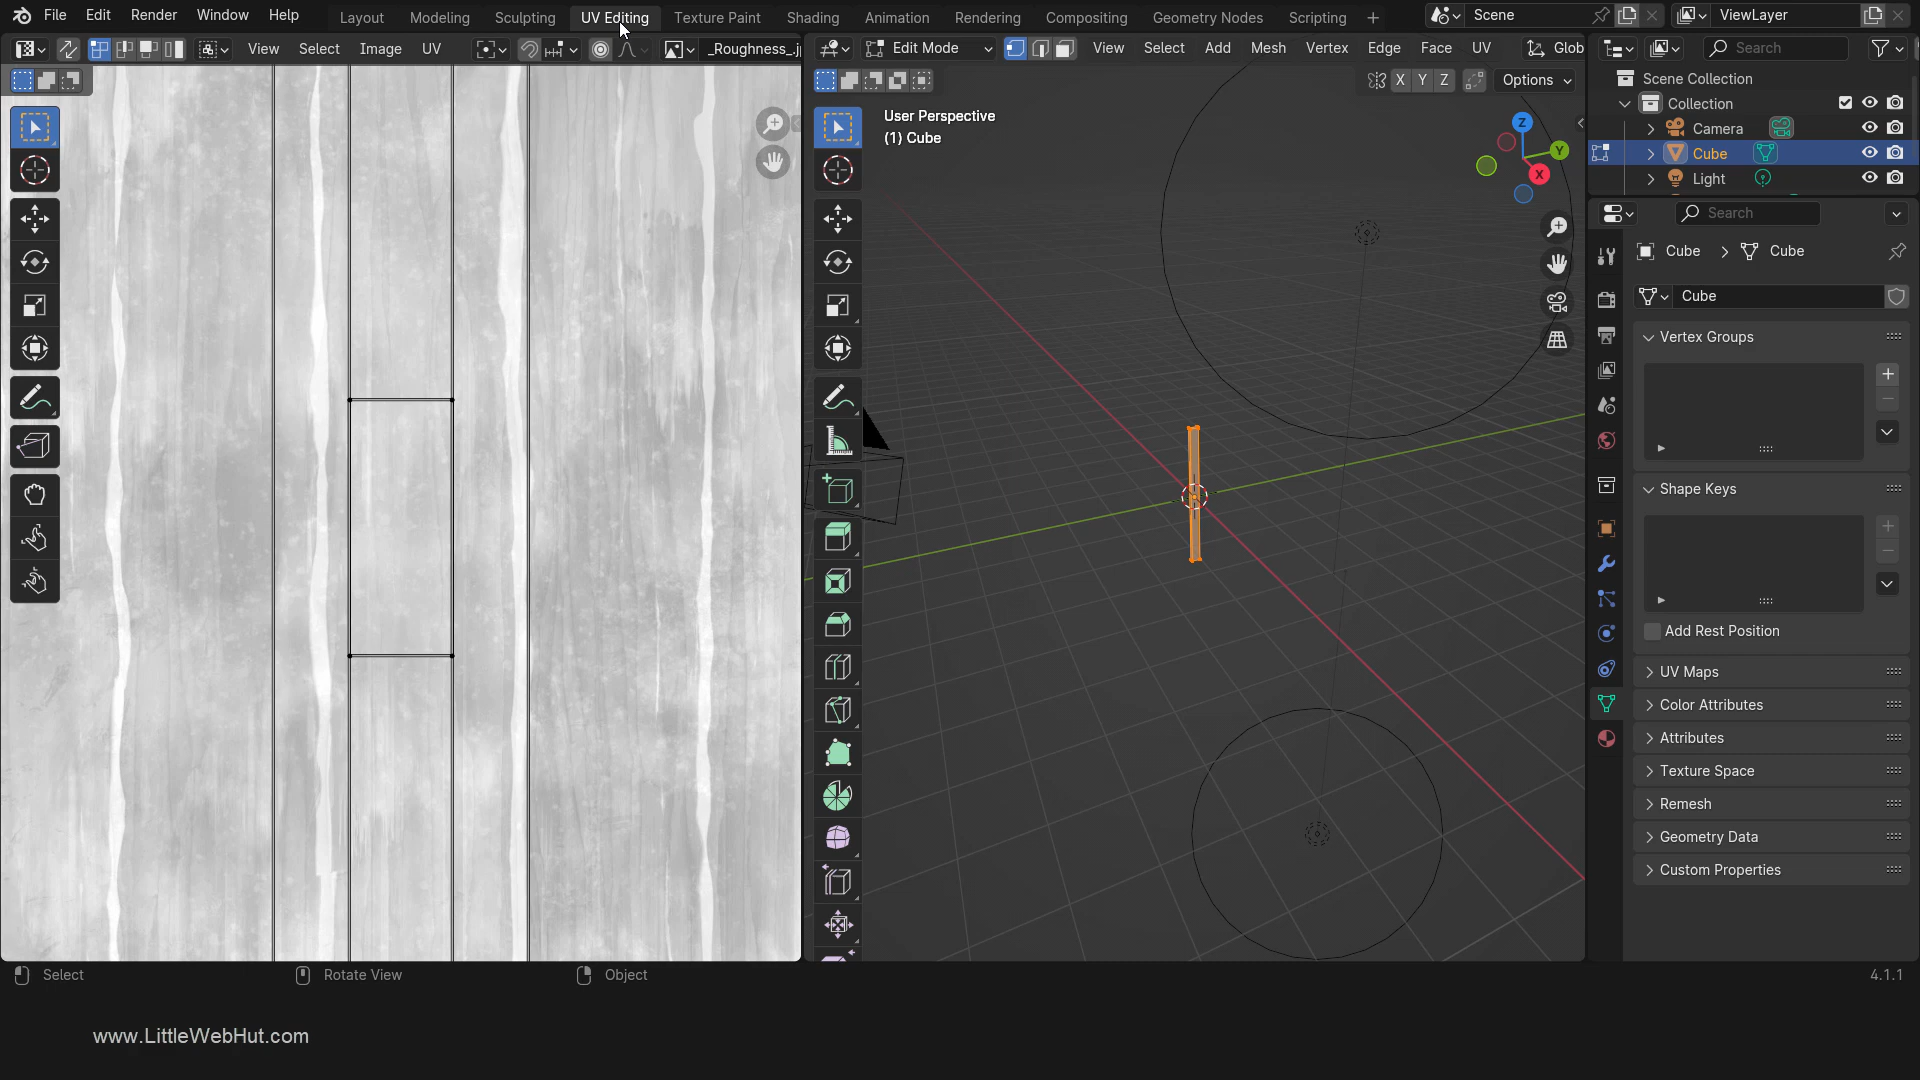 File Edit Render Window Help Layout Modeling Sculpting UV Editing Texture Paint Shading Animation Rendering Compositing Geometry Nodes Scripting + Scene ViewLayer
View Select Image UV _Roughness_.j Edit Mode View Select Add Mesh Vertex Edge Face UV Glob Search
X Y Z Options
Scene Collection
Collection
Camera
Cube
Light
User Perspective
(1) Cube
Z
Y
X
Search
Cube > Cube
Cube
Vertex Groups
Shape Keys
Add Rest Position
UV Maps
Color Attributes
Attributes
Texture Space
Remesh
Geometry Data
Custom Properties
Select Rotate View Object 4.1.1
www.LittleWebHut.com